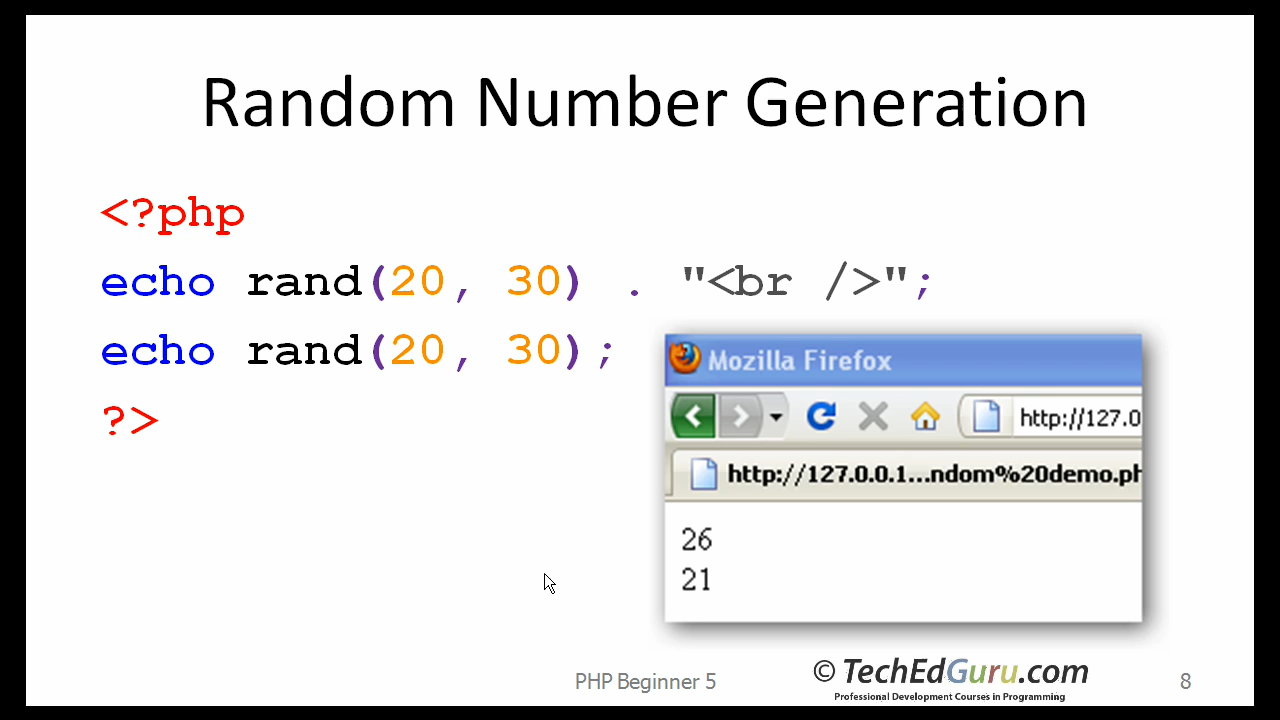 Random Number Generation
<?php
echo rand(20, 30) . "<br />";
echo rand(20, 30);
?>
Mozilla Firefox
http://127.0
http://127.0.0.1...ndom%20demo.ph
26
21
PHP Beginner 5
© TechEdGuru.com
Professional Development Courses in Programming
8